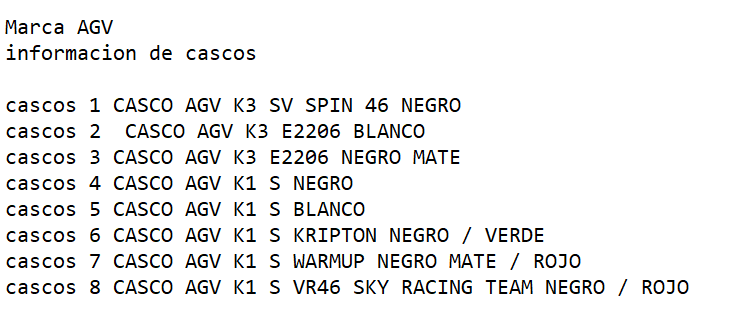 Marca AGV
informacion de cascos
cascos 1 CASCO AGV K3 SV SPIN 46 NEGRO
cascos 2  CASCO AGV K3 E2206 BLANCO
cascos 3 CASCO AGV K3 E2206 NEGRO MATE
cascos 4 CASCO AGV K1 S NEGRO
cascos 5 CASCO AGV K1 S BLANCO
cascos 6 CASCO AGV K1 S KRIPTON NEGRO / VERDE
cascos 7 CASCO AGV K1 S WARMUP NEGRO MATE / ROJO
cascos 8 CASCO AGV K1 S VR46 SKY RACING TEAM NEGRO / ROJO